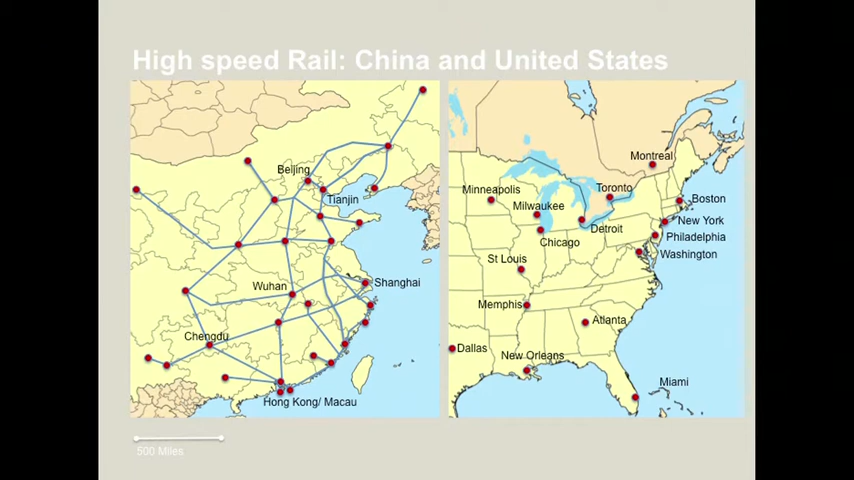 High speed Rail: China and United States
Beijing
Tianjin
Wuhan
Shanghai
Chengdu
Hong Kong/ Macau
Montreal
Minneapolis
Toronto
Milwaukee
Boston
New York
Detroit
Philadelphia
Chicago
Washington
St Louis
Memphis
Atlanta
Dallas
New Orleans
Miami
500 Miles